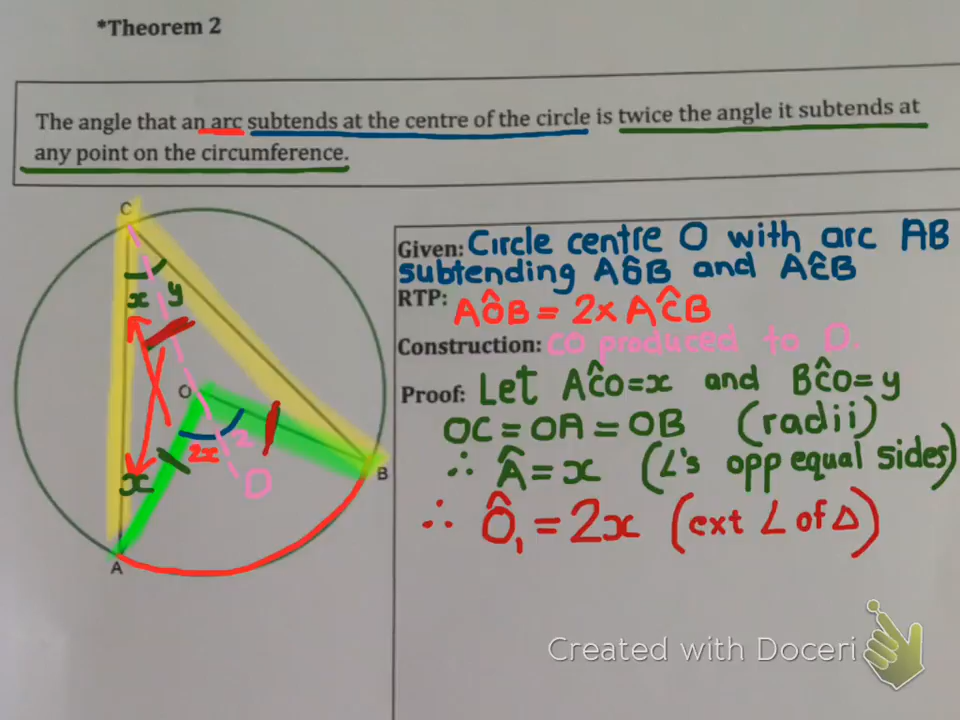 *Theorem 2
The angle that an arc subtends at the centre of the circle is twice the angle it subtends at
any point on the circumference.
C
x y
O
2x 2
x
D
B
A
Given: Circle centre O with arc AB
subtending AÔB and AĈB
RTP: AÔB = 2x AĈB
Construction: CO produced to D.
Proof: Let AĈO = x and BĈO = y
OC = OA = OB (radii)
∴ Â = x (∠'s opp equal sides)
∴ Ô₁ = 2x (ext ∠ of Δ)
Created with Doceri